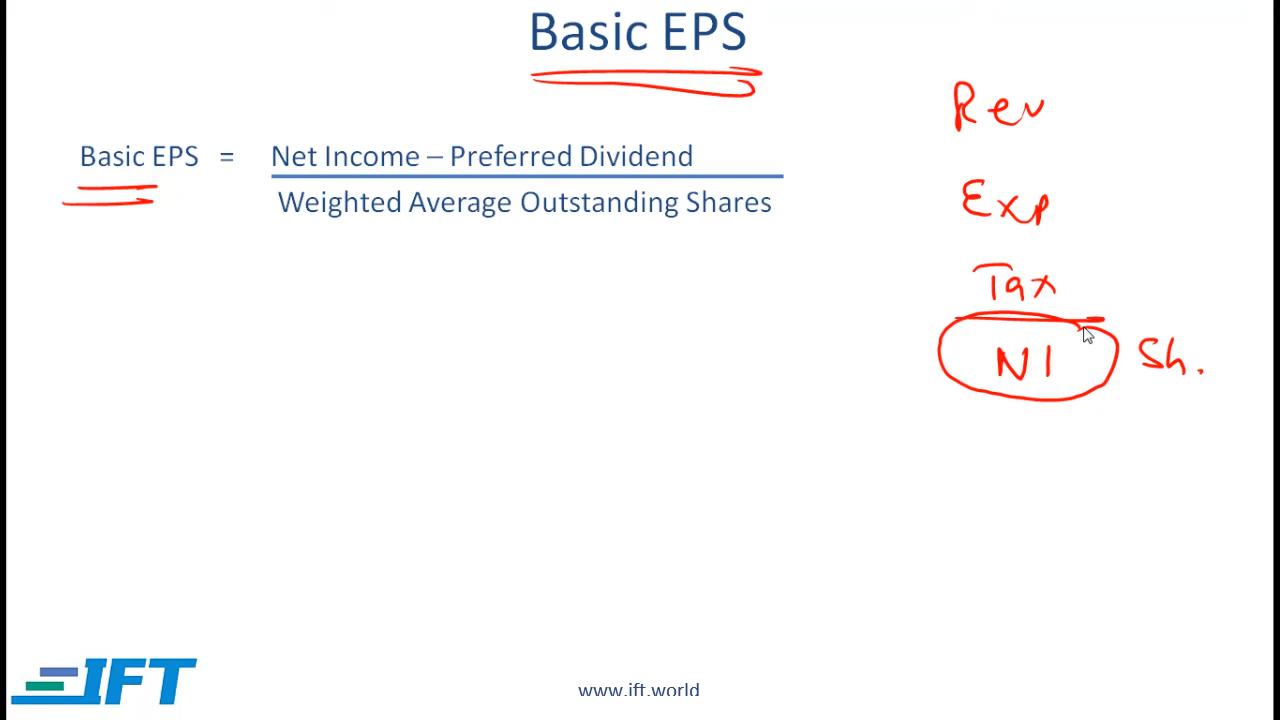 Basic EPS
Rev
Basic EPS = Net Income – Preferred Dividend
Weighted Average Outstanding Shares
Exp
Tax
NI Sh.
IFT
www.ift.world